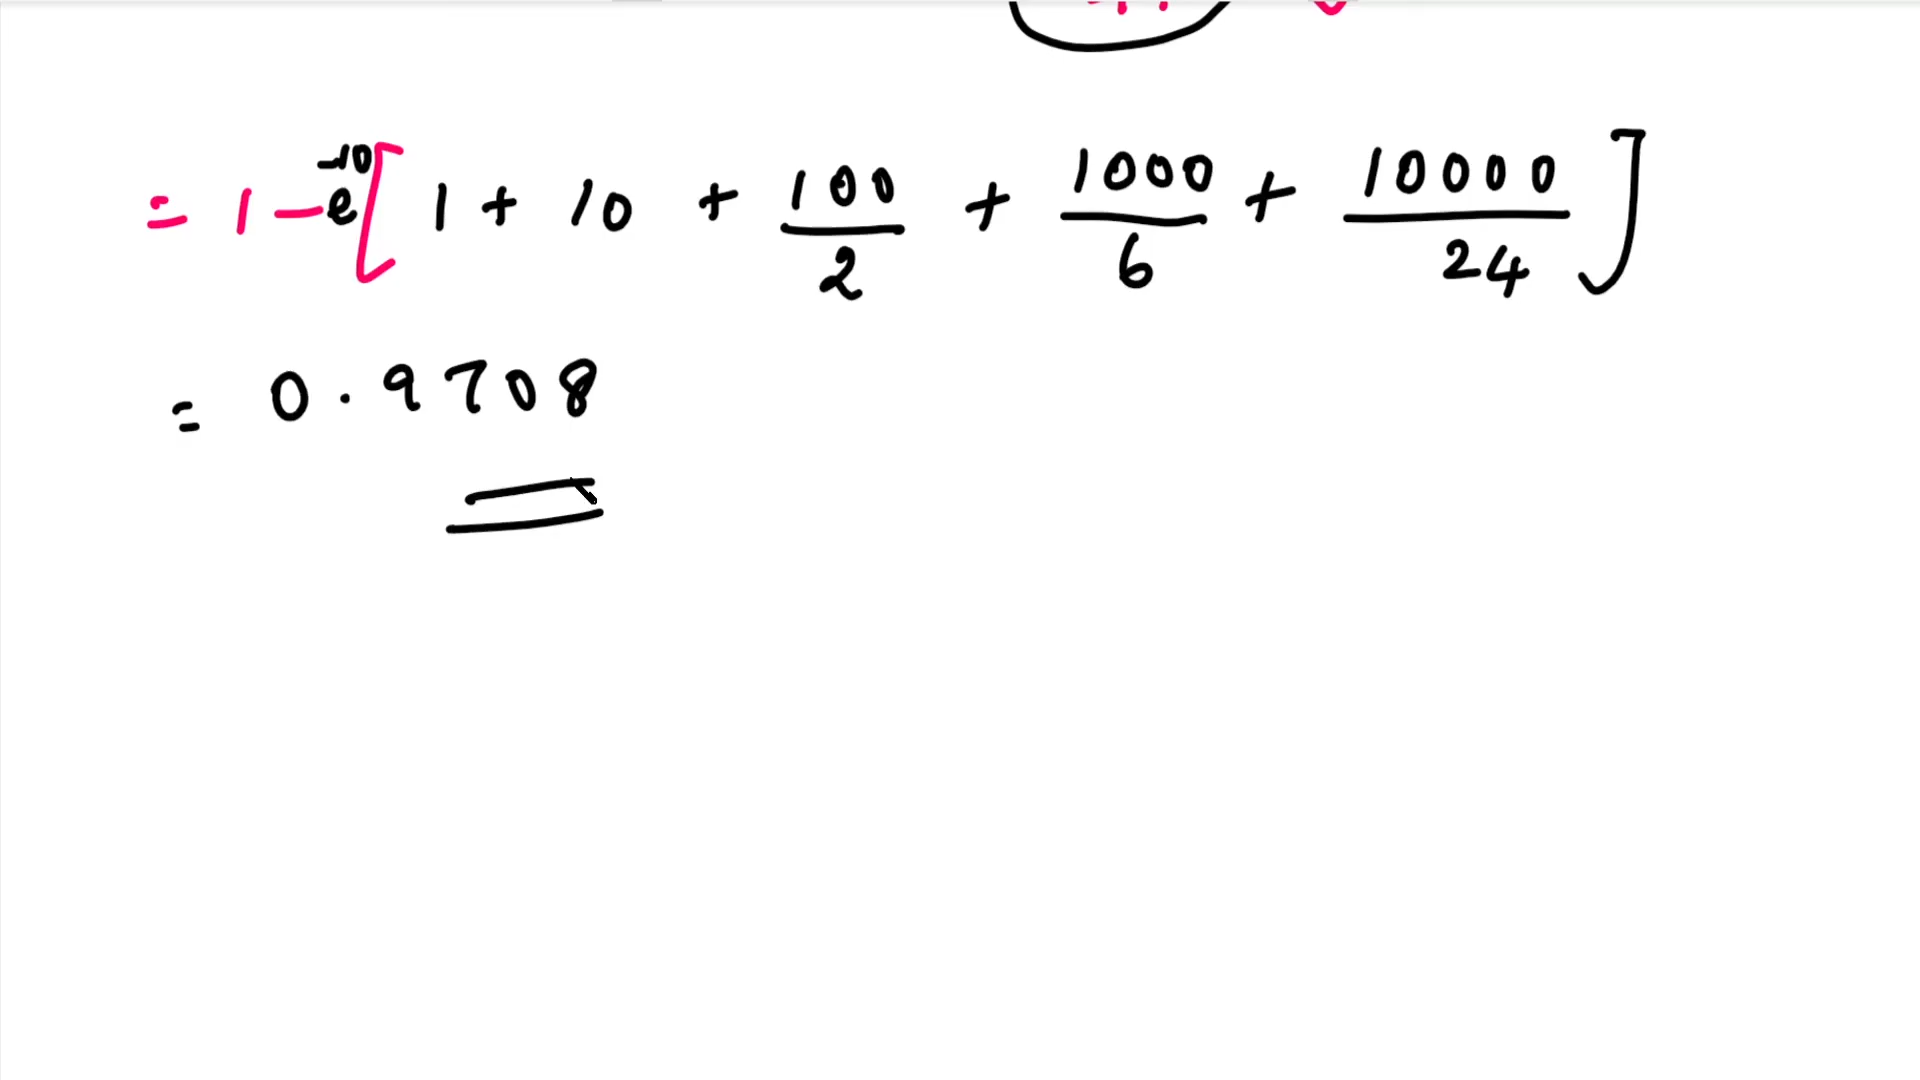 = 1 - e^-10 [ 1 + 10 + 100/2 + 1000/6 + 10000/24 ]
= 0.9708